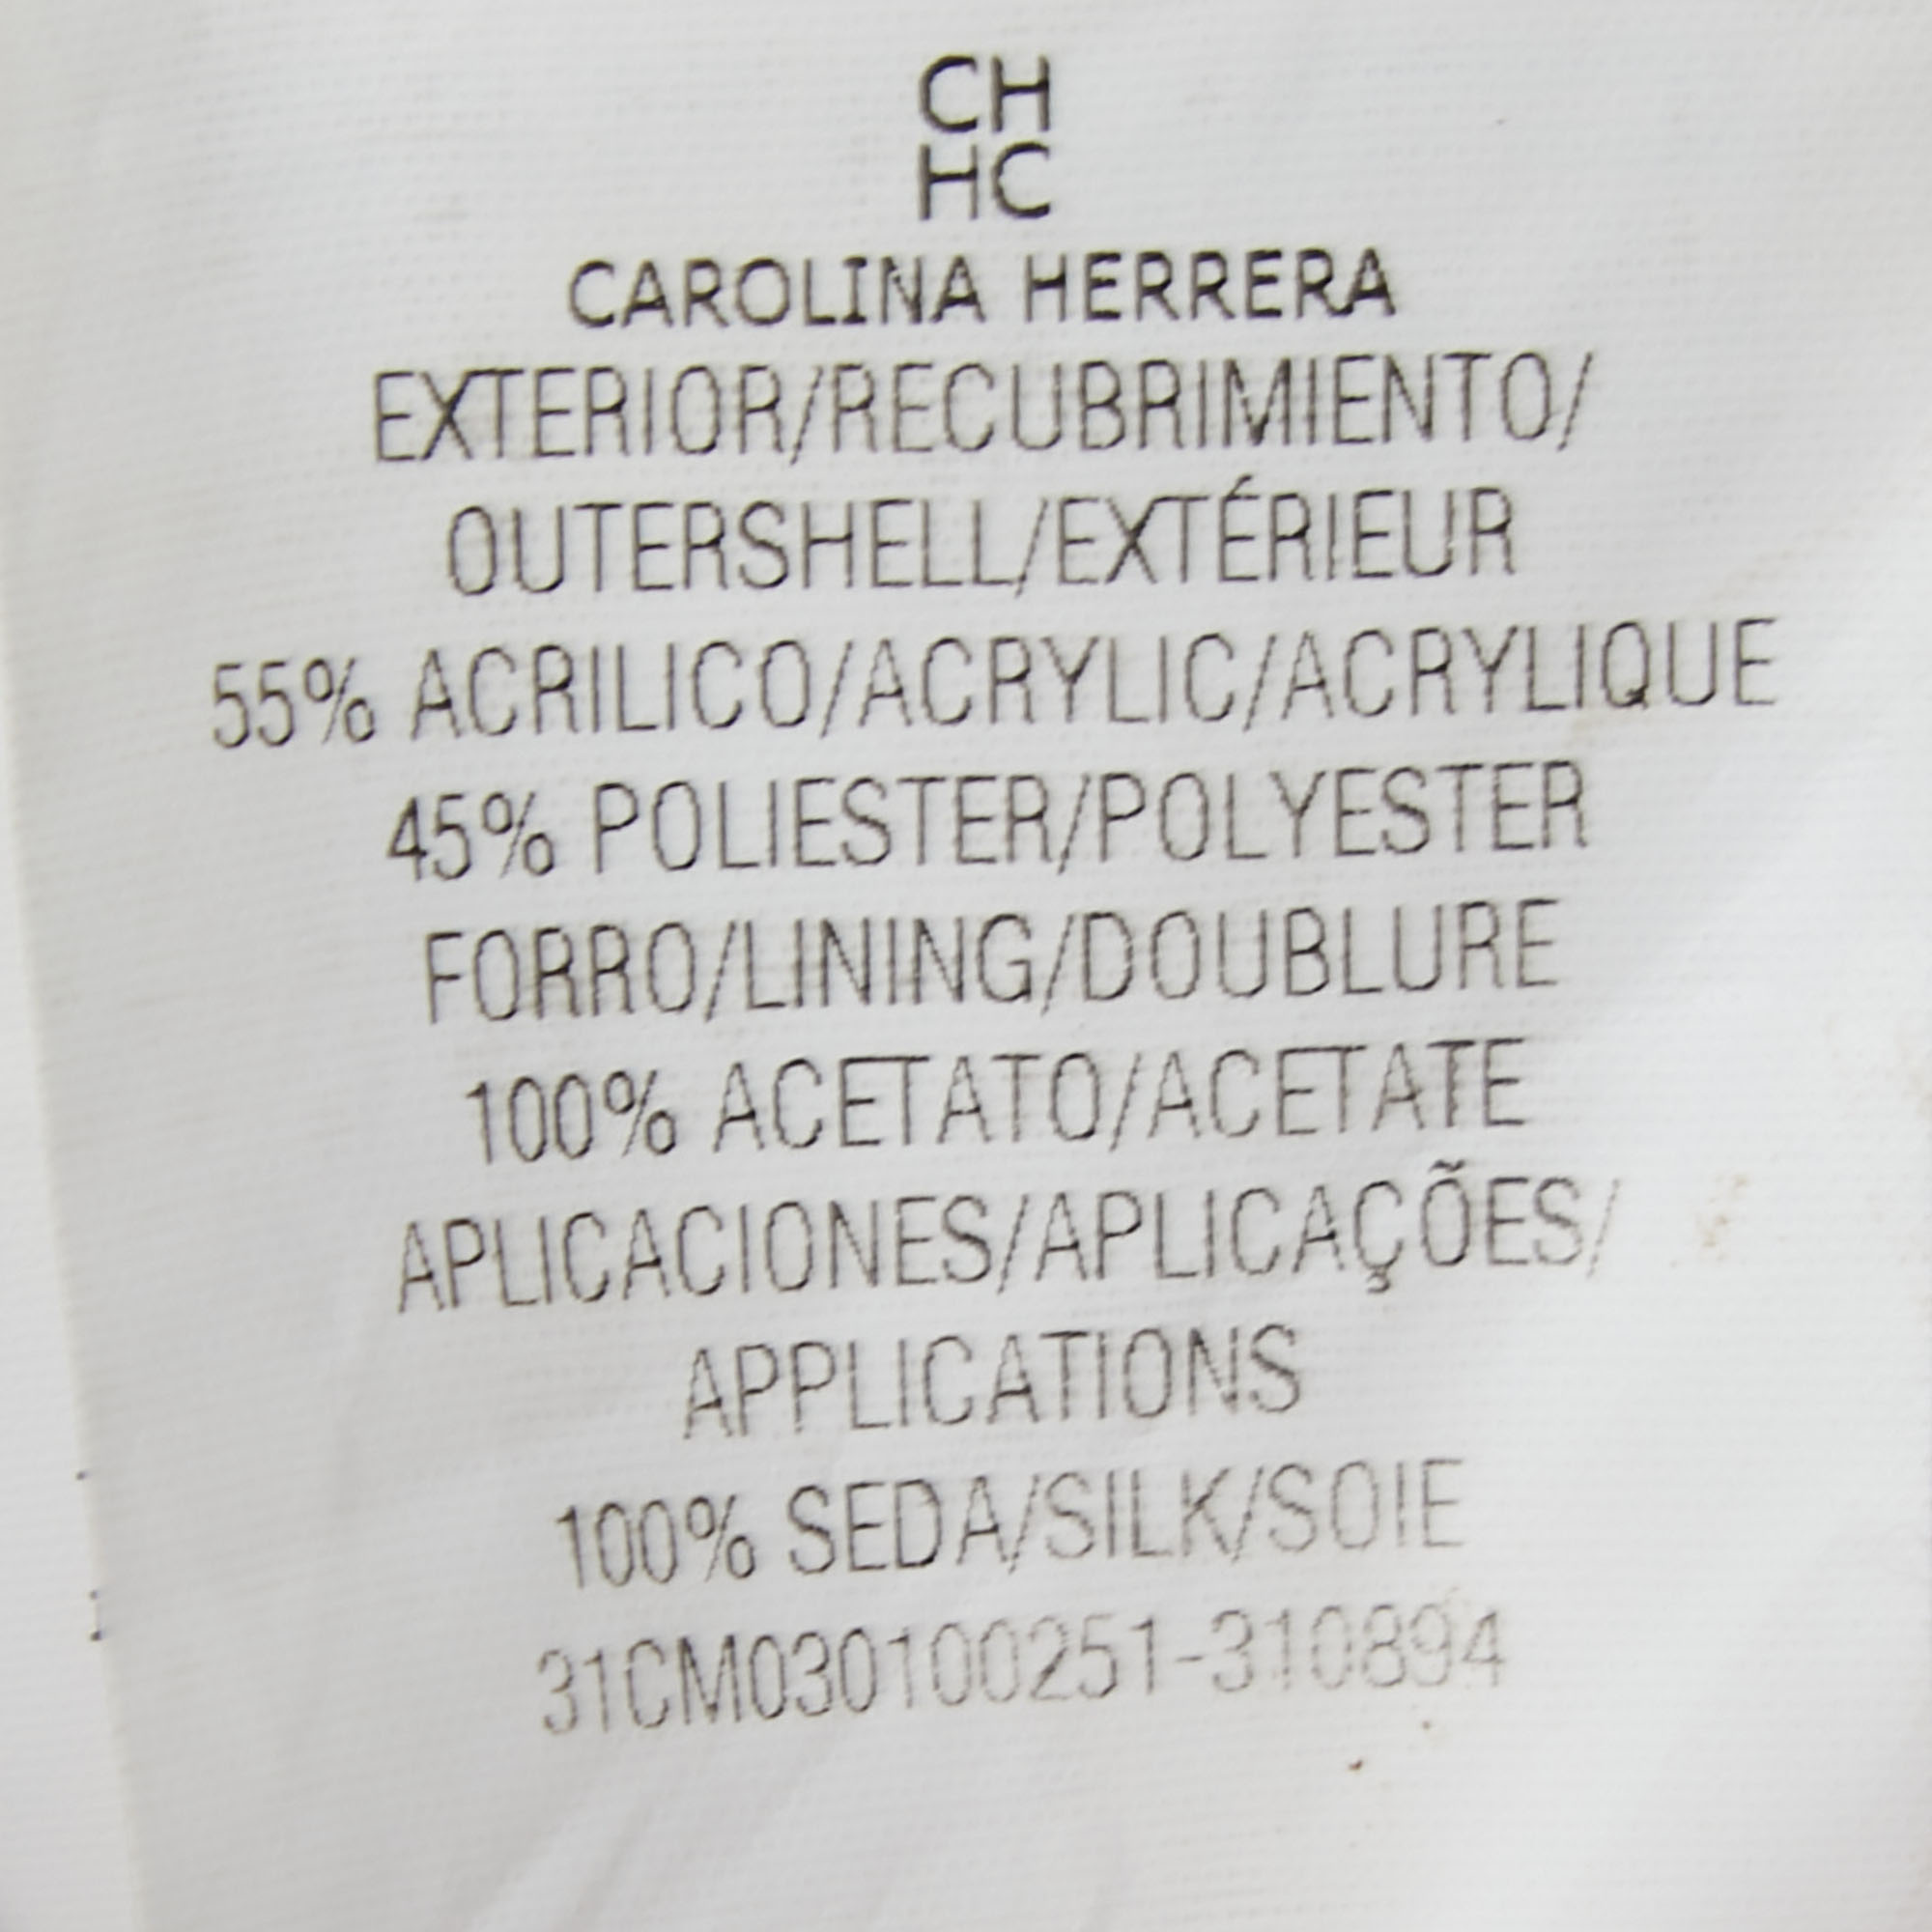 CH
HC
CAROLINA HERRERA
EXTERIOR/RECUBRIMIENTO/
OUTERSHELL/EXTÉRIEUR
55% ACRILICO/ACRYLIC/ACRYLIQUE
45% POLIESTER/POLYESTER
FORRO/LINING/DOUBLURE
100% ACETATO/ACETATE
APLICACIONES/APLICAÇÕES/
APPLICATIONS
100% SEDA/SILK/SOIE
31CM030100251-310894